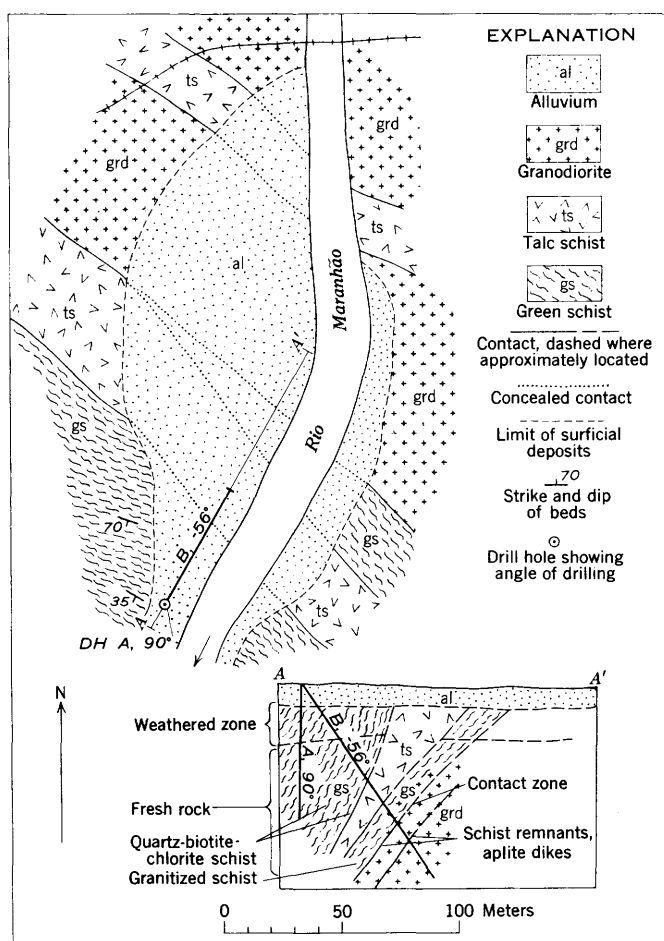 EXPLANATION
al
Alluvium
grd
Granodiorite
ts
Talc schist
gs
Green schist
Contact, dashed where
approximately located
Concealed contact
Limit of surficial
deposits
70
Strike and dip
of beds
Drill hole showing
angle of drilling
ts
grd
grd
grd
ts
al
ts
Rio Maranhão
A'
grd
gs
70
B, -56°
gs
35
A
ts
DH A, 90°
N
A
A'
al
Weathered zone
B, -56°
ts
A, 90°
gs
gs
Contact zone
Fresh rock
grd
Quartz-biotite-
chlorite schist
Schist remnants,
aplite dikes
Granitized schist
0 50 100 Meters